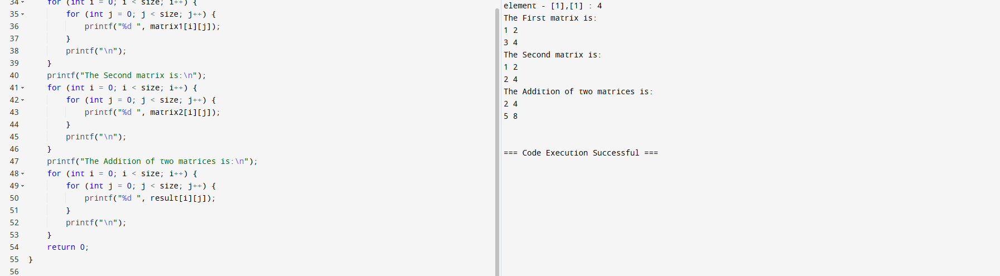 34 for (int i = 0; i < size; i++) {
35 for (int j = 0; j < size; j++) {
36 printf("%d ", matrix1[i][j]);
37 }
38 printf("\n");
39 }
40 printf("The Second matrix is:\n");
41 for (int i = 0; i < size; i++) {
42 for (int j = 0; j < size; j++) {
43 printf("%d ", matrix2[i][j]);
44 }
45 printf("\n");
46 }
47 printf("The Addition of two matrices is:\n");
48 for (int i = 0; i < size; i++) {
49 for (int j = 0; j < size; j++) {
50 printf("%d ", result[i][j]);
51 }
52 printf("\n");
53 }
54 return 0;
55 }
56
element - [1],[1] : 4
The First matrix is:
1 2
3 4
The Second matrix is:
1 2
2 4
The Addition of two matrices is:
2 4
5 8
=== Code Execution Successful ===